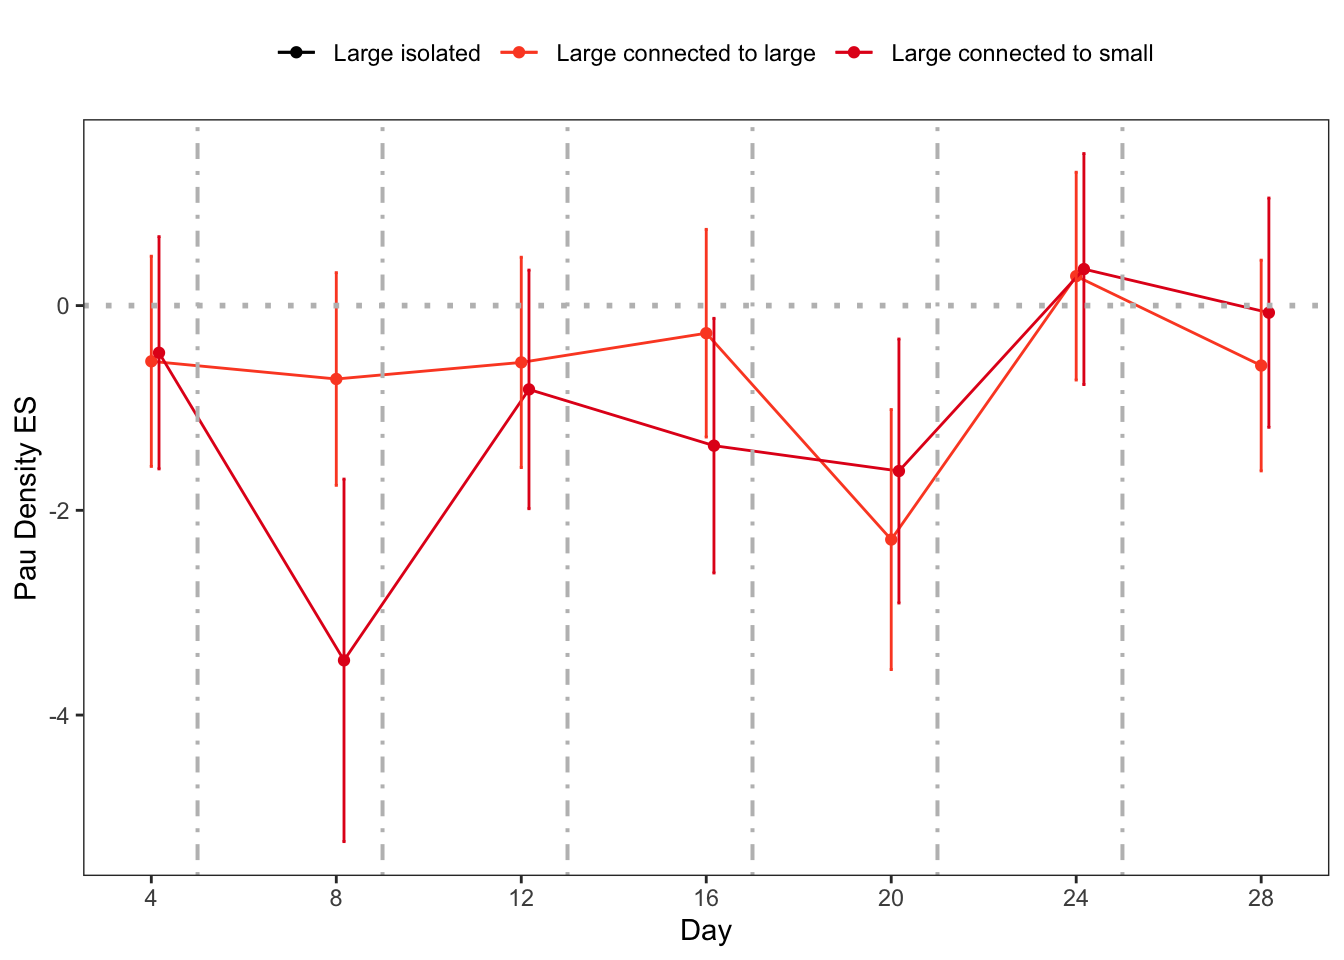 Large isolated Large connected to large Large connected to small
Pau Density ES
0
-2
-4
4 8 12 16 20 24 28
Day